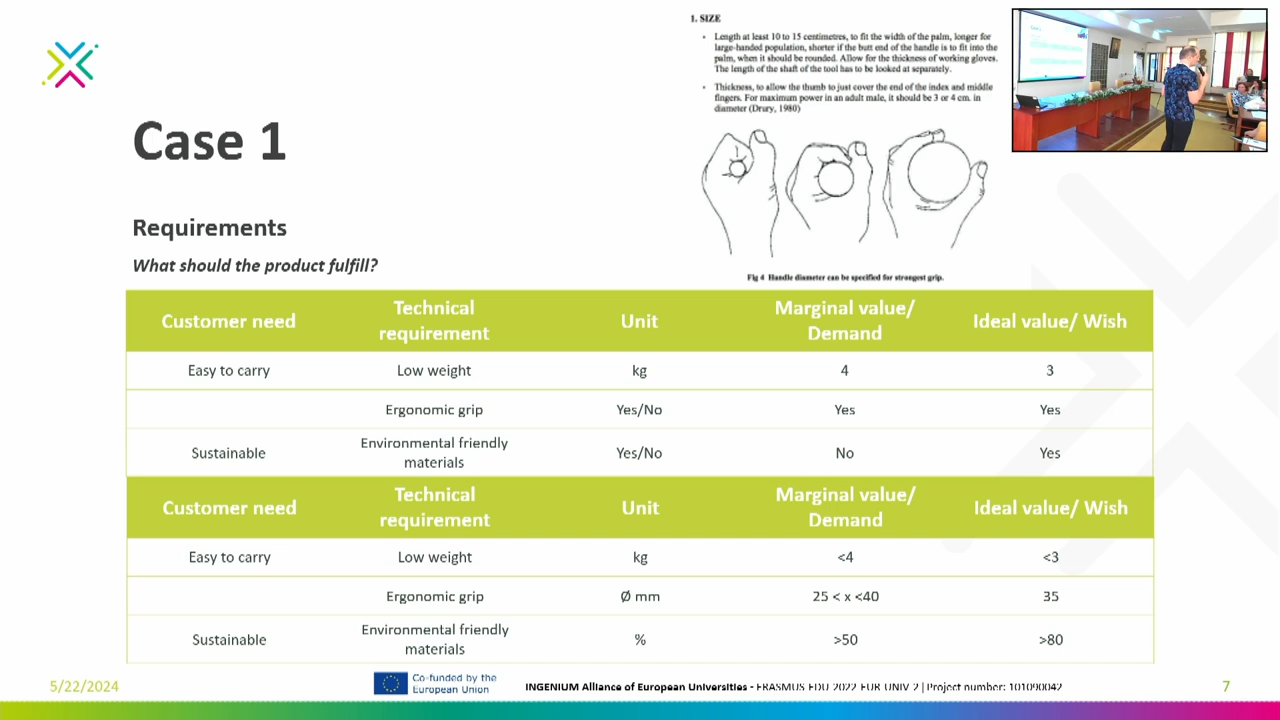 1. SIZE
• Length at least 10 to 15 centimetres, to fit the width of the palm, longer for
large-handed population, shorter if the butt end of the handle is to fit into the
palm, when it should be rounded. Allow for the thickness of working gloves.
The length of the shaft of the tool has to be looked at separately.
• Thickness, to allow the thumb to just cover the end of the index and middle
fingers. For maximum power in an adult male, it should be 3 or 4 cm. in
diameter (Drury, 1980)
Fig 4 Handle diameter can be specified for strongest grip.
Case 1
Requirements
What should the product fulfill?
Customer need Technical requirement Unit Marginal value/ Demand Ideal value/ Wish
Easy to carry Low weight kg 4 3
Ergonomic grip Yes/No Yes Yes
Sustainable Environmental friendly materials Yes/No No Yes
Customer need Technical requirement Unit Marginal value/ Demand Ideal value/ Wish
Easy to carry Low weight kg <4 <3
Ergonomic grip Ø mm 25 < x <40 35
Sustainable Environmental friendly materials % >50 >80
5/22/2024
Co-funded by the
European Union
INGENIUM Alliance of European Universities - ERASMUS-EDU-2022-EUR-UNIV-2 | Project number: 101090042
7